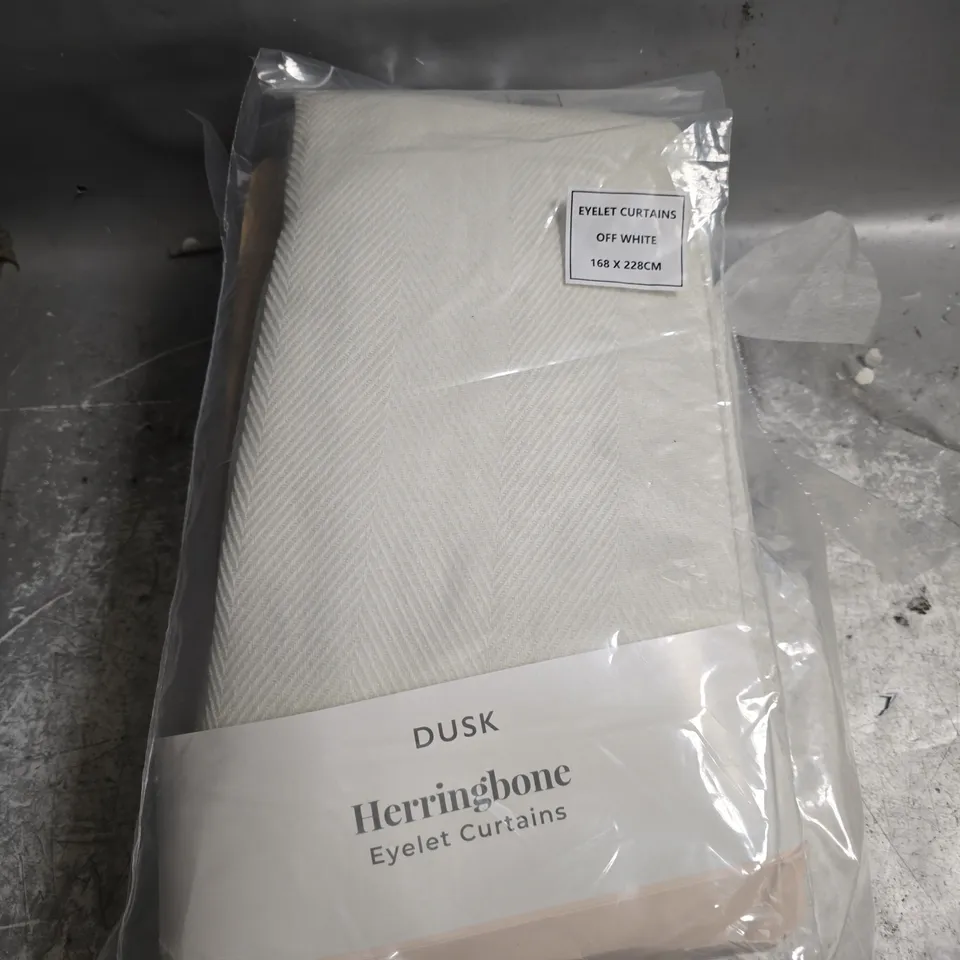 EYELET CURTAINS
OFF WHITE
168 X 228CM
DUSK
Herringbone
Eyelet Curtains